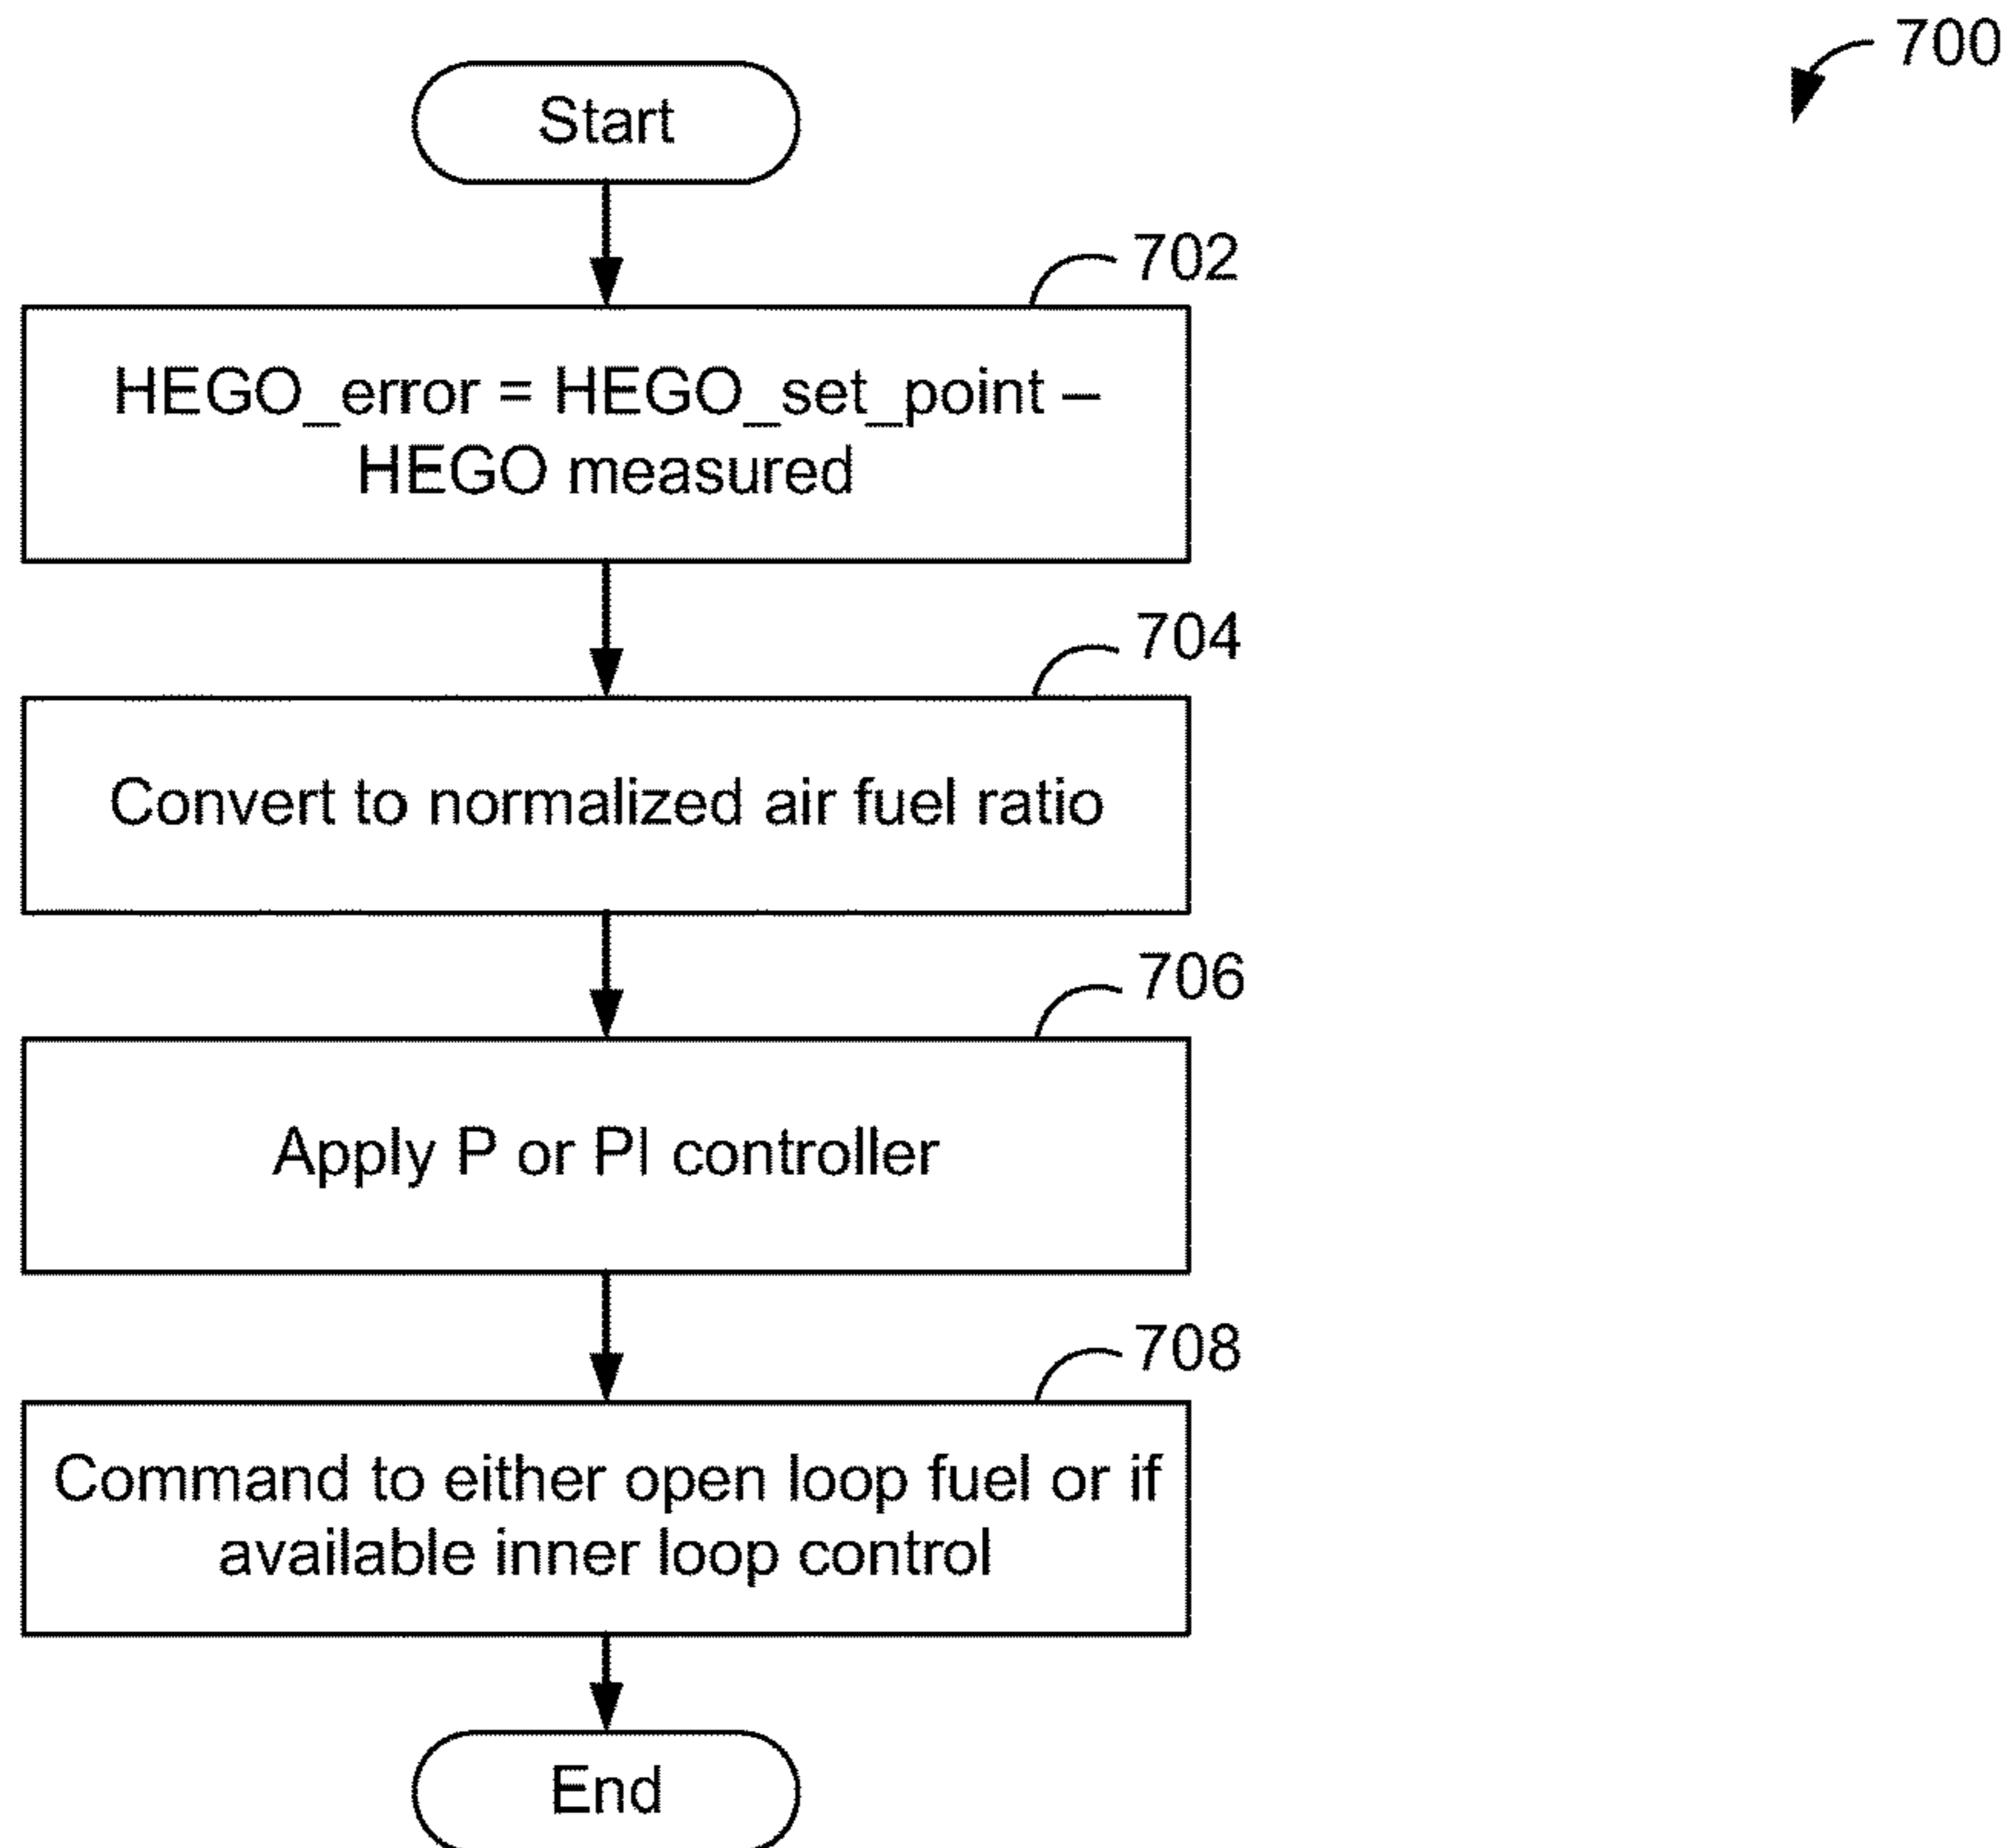 700
Start
702
HEGO_error = HEGO_set_point –
HEGO measured
704
Convert to normalized air fuel ratio
706
Apply P or PI controller
708
Command to either open loop fuel or if
available inner loop control
End